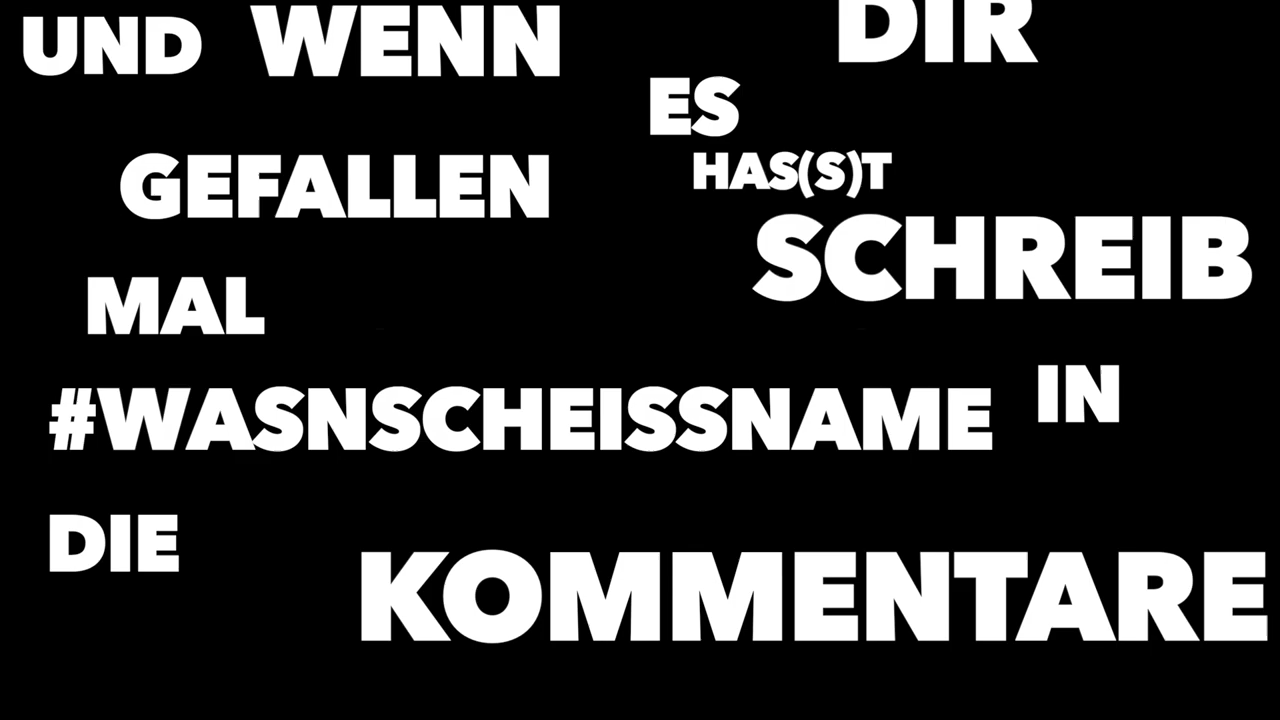 UND WENN DIR
ES
GEFALLEN HAS(S)T
SCHREIB
MAL
#WASNSCHEISSNAME IN
DIE KOMMENTARE